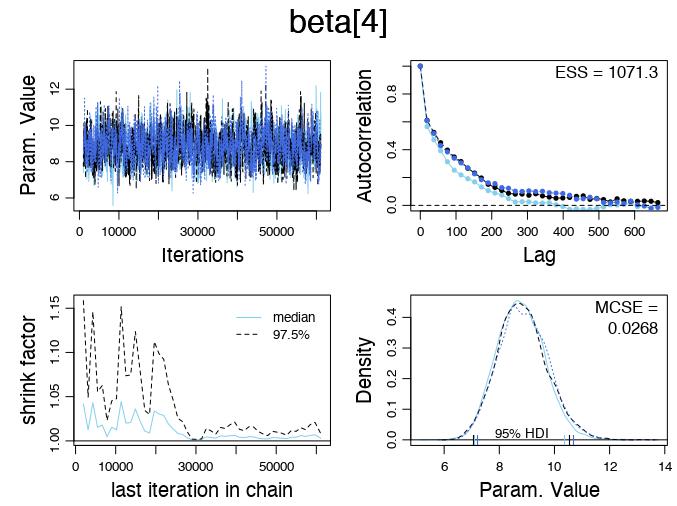 beta[4]
Param. Value
6 8 10 12
0 10000 30000 50000
Iterations
ESS = 1071.3
Autocorrelation
0.0 0.4 0.8
0 100 200 300 400 500 600
Lag
shrink factor
1.00 1.05 1.10 1.15
median
97.5%
0 10000 30000 50000
last iteration in chain
MCSE =
0.0268
Density
0.0 0.1 0.2 0.3 0.4
95% HDI
6 8 10 12 14
Param. Value